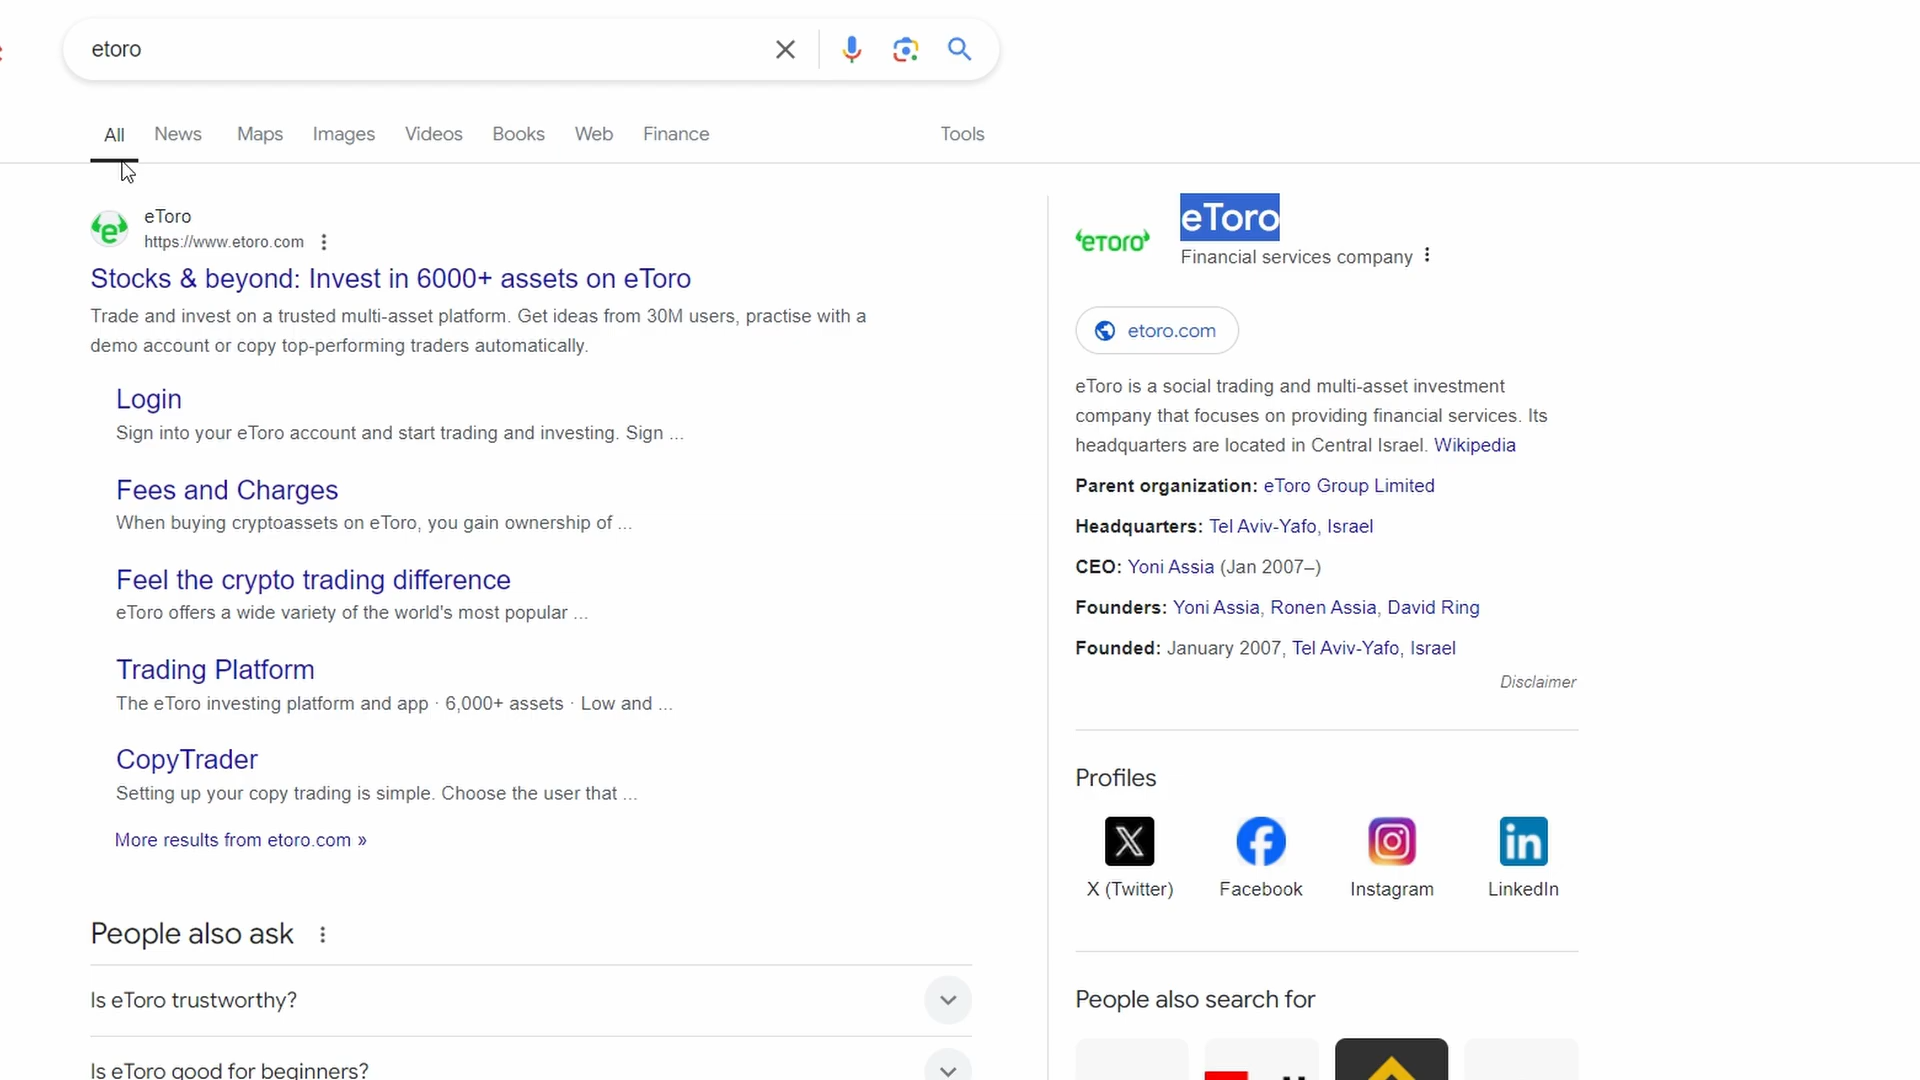 etoro
All News Maps Images Videos Books Web Finance Tools
eToro
https://www.etoro.com
Stocks & beyond: Invest in 6000+ assets on eToro
Trade and invest on a trusted multi-asset platform. Get ideas from 30M users, practise with a
demo account or copy top-performing traders automatically.
Login
Sign into your eToro account and start trading and investing. Sign ...
Fees and Charges
When buying cryptoassets on eToro, you gain ownership of ...
Feel the crypto trading difference
eToro offers a wide variety of the world's most popular ...
Trading Platform
The eToro investing platform and app · 6,000+ assets · Low and ...
CopyTrader
Setting up your copy trading is simple. Choose the user that ...
More results from etoro.com »
People also ask
Is eToro trustworthy?
Is eToro good for beginners?
eToro
eToro
Financial services company
etoro.com
eToro is a social trading and multi-asset investment
company that focuses on providing financial services. Its
headquarters are located in Central Israel. Wikipedia
Parent organization: eToro Group Limited
Headquarters: Tel Aviv-Yafo, Israel
CEO: Yoni Assia (Jan 2007–)
Founders: Yoni Assia, Ronen Assia, David Ring
Founded: January 2007, Tel Aviv-Yafo, Israel
Disclaimer
Profiles
X (Twitter) Facebook Instagram LinkedIn
People also search for